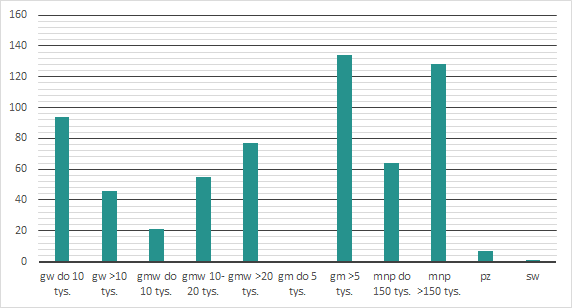 160
140
120
100
80
60
40
20
0
gw do 10 tys.
gw >10 tys.
gmw do 10 tys.
gmw 10-20 tys.
gmw >20 tys.
gm do 5 tys.
gm >5 tys.
mnp do 150 tys.
mnp >150 tys.
pz
sw